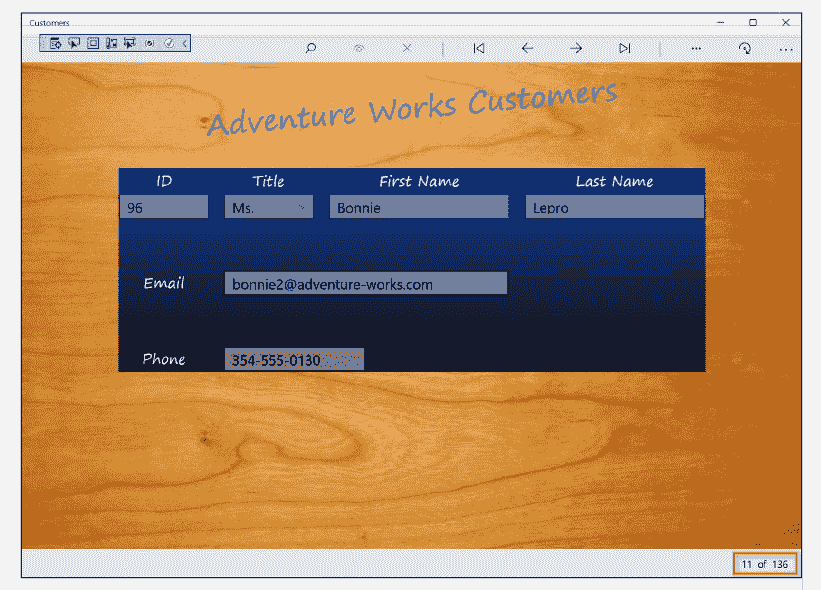 Customers
Adventure Works Customers
ID Title First Name Last Name
96 Ms. Bonnie Lepro
Email bonnie2@adventure-works.com
Phone 354-555-0130
11 of 136